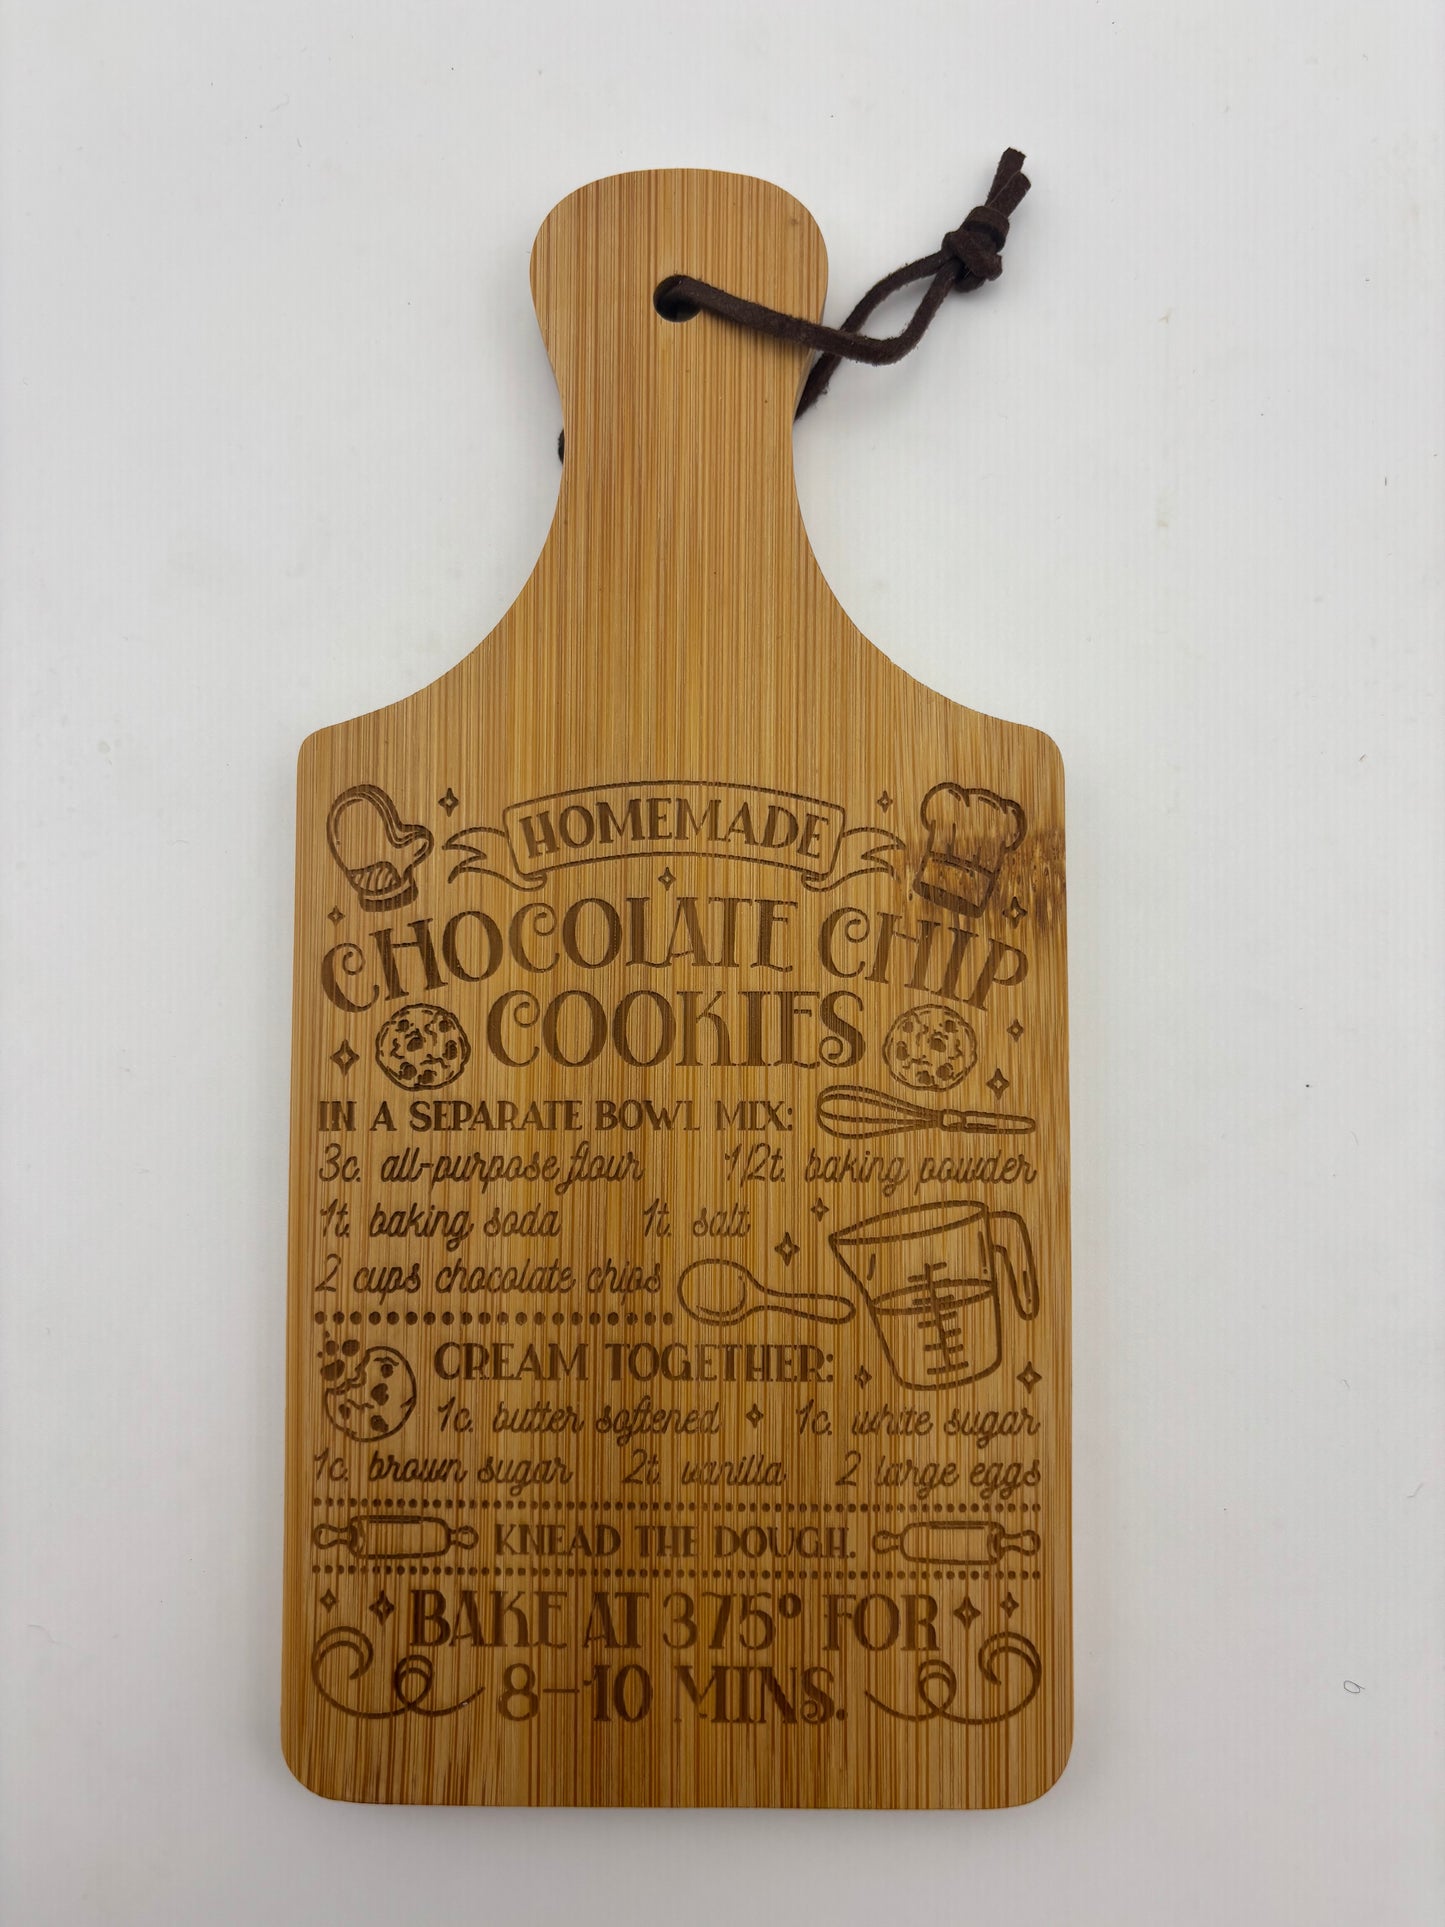 HOMEMADE
CHOCOLATE CHIP
COOKIES
IN A SEPARATE BOWL MIX:
3c. all-purpose flour 1/2t. baking powder
1t. baking soda 1t. salt
2 cups chocolate chips
CREAM TOGETHER:
1c. butter softened 1c. white sugar
1c. brown sugar 2t. vanilla 2 large eggs
KNEAD THE DOUGH.
BAKE AT 375° FOR
8-10 MINS.